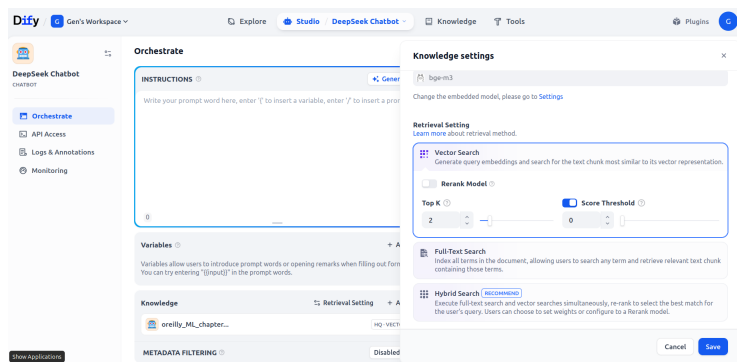 Dify / G Gen's Workspace
Explore
Studio / DeepSeek Chatbot
Knowledge
Tools
Plugins
G
DeepSeek Chatbot
CHATBOT
Orchestrate
API Access
Logs & Annotations
Monitoring
Show Applications
Orchestrate
INSTRUCTIONS
Gener
Write your prompt word here, enter '{' to insert a variable, enter '/' to insert a pror
0
Variables
+ A
Variables allow users to introduce prompt words or opening remarks when filling out forn
You can try entering "{{input}}" in the prompt words.
Knowledge
Retrieval Setting
+ A
oreilly_ML_chapter...
HQ · VECT
METADATA FILTERING
Disabled
Knowledge settings
bge-m3
Change the embedded model, please go to Settings
Retrieval Setting
Learn more about retrieval method.
Vector Search
Generate query embeddings and search for the text chunk most similar to its vector representation.
Rerank Model
Top K
Score Threshold
2
0
Full-Text Search
Index all terms in the document, allowing users to search any term and retrieve relevant text chunk
containing those terms.
Hybrid Search RECOMMEND
Execute full-text search and vector searches simultaneously, re-rank to select the best match for
the user's query. Users can choose to set weights or configure to a Rerank model.
Cancel
Save